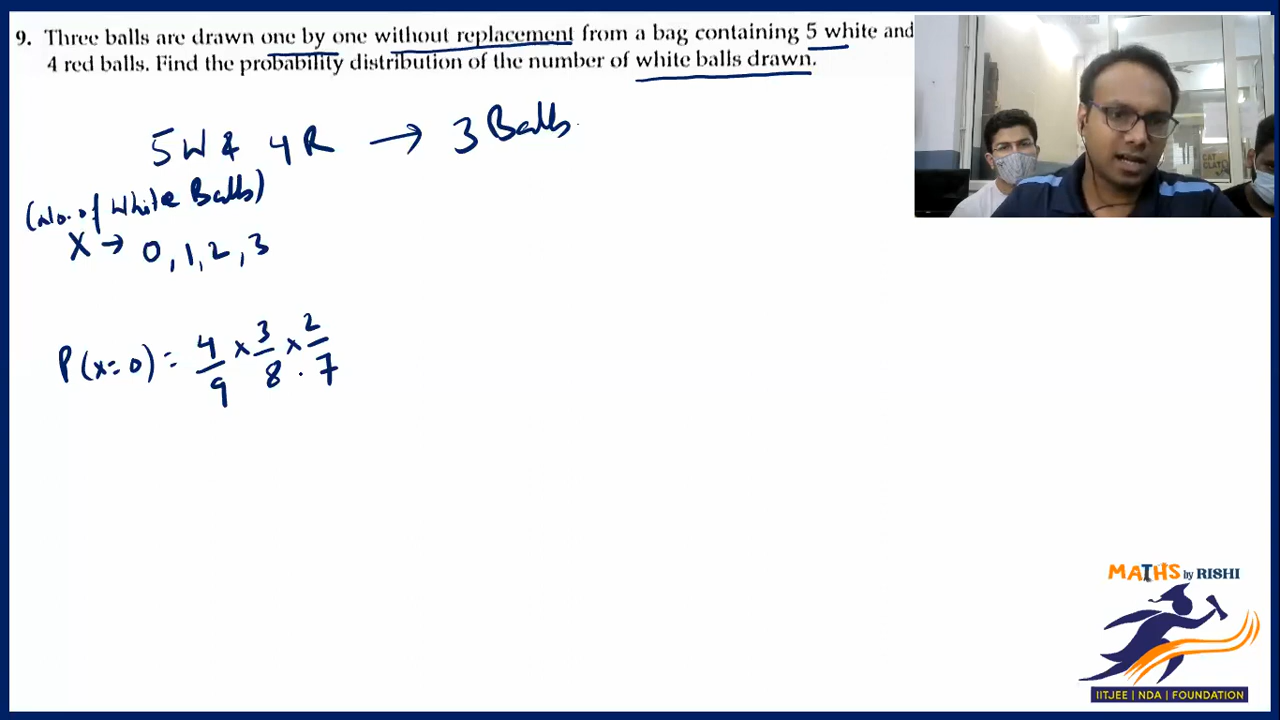 9. Three balls are drawn one by one without replacement from a bag containing 5 white and
4 red balls. Find the probability distribution of the number of white balls drawn.
5W & 4R → 3 Balls.
(No. of White Balls)
X → 0, 1, 2, 3
P(x=0) = 4/9 × 3/8 × 2/7
CAT
CLAT
MATHS by RISHI
IITJEE | NDA | FOUNDATION